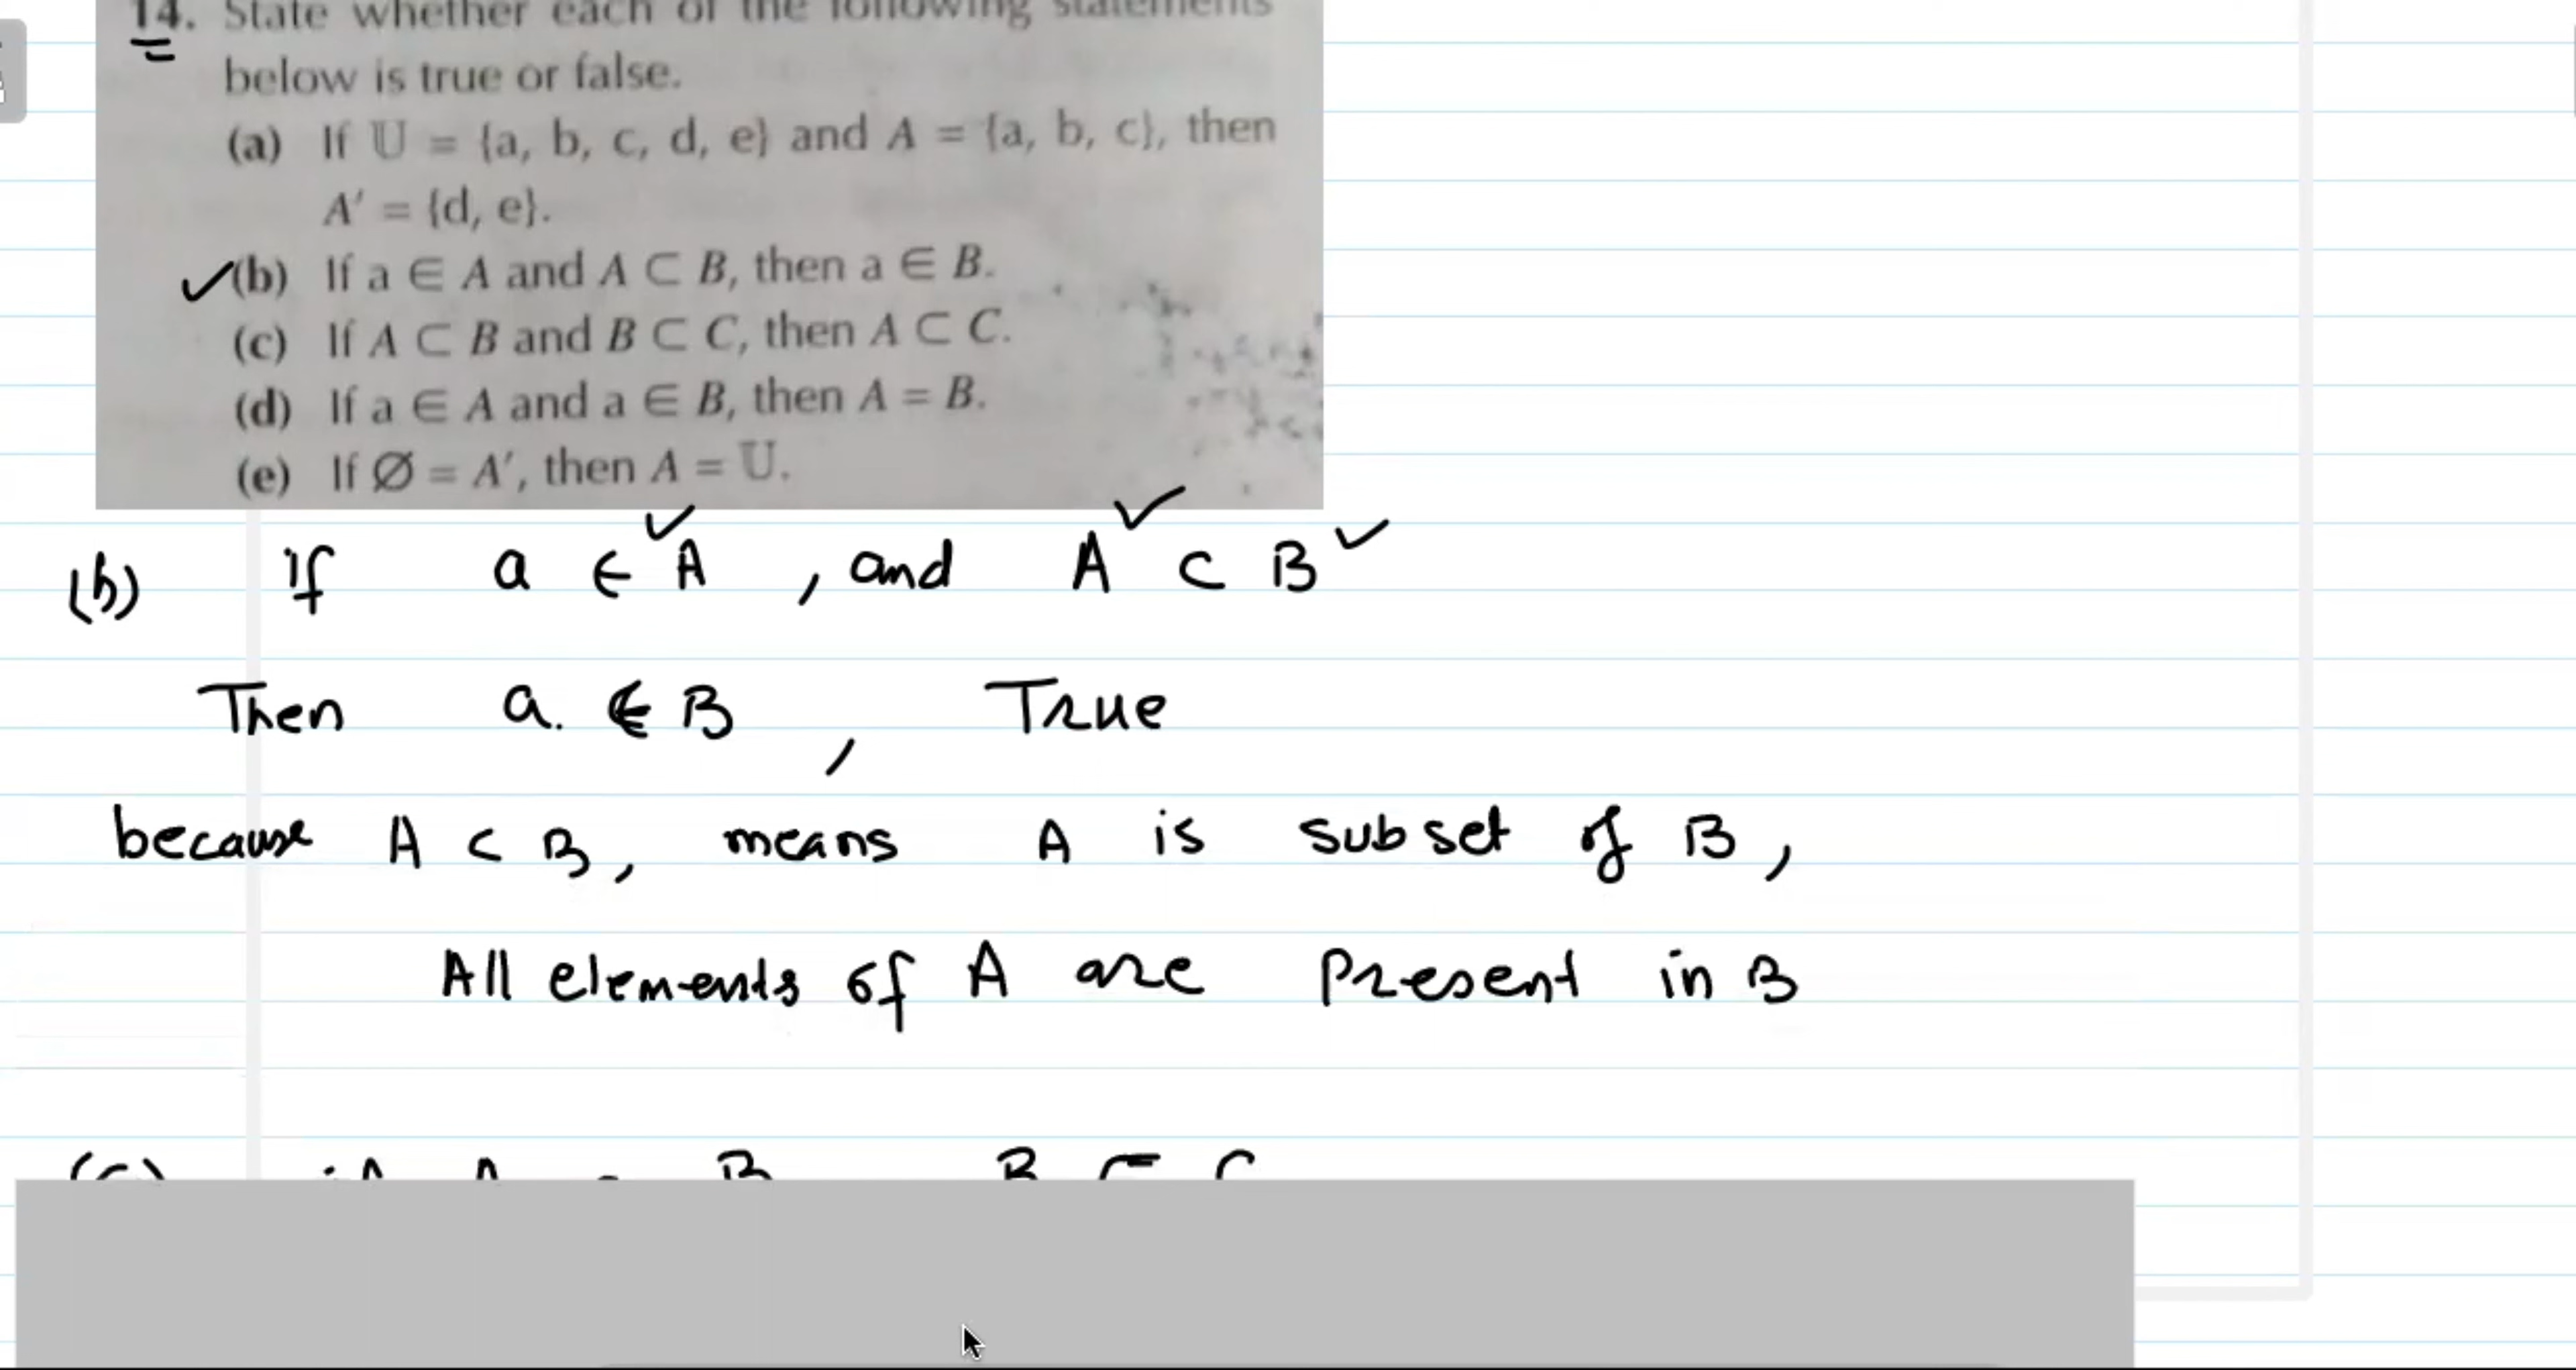 14. State whether each of the following statements
below is true or false.
(a) If 𝕌 = {a, b, c, d, e} and A = {a, b, c}, then
A′ = {d, e}.
✓(b) If a ∈ A and A ⊂ B, then a ∈ B.
(c) If A ⊂ B and B ⊂ C, then A ⊂ C.
(d) If a ∈ A and a ∈ B, then A = B.
(e) If ∅ = A′, then A = 𝕌.
(b) if a ∈ A , and A ⊂ B
Then a. ∈ B , True
because A ⊂ B, means A is subset of B,
All elements of A are Present in B